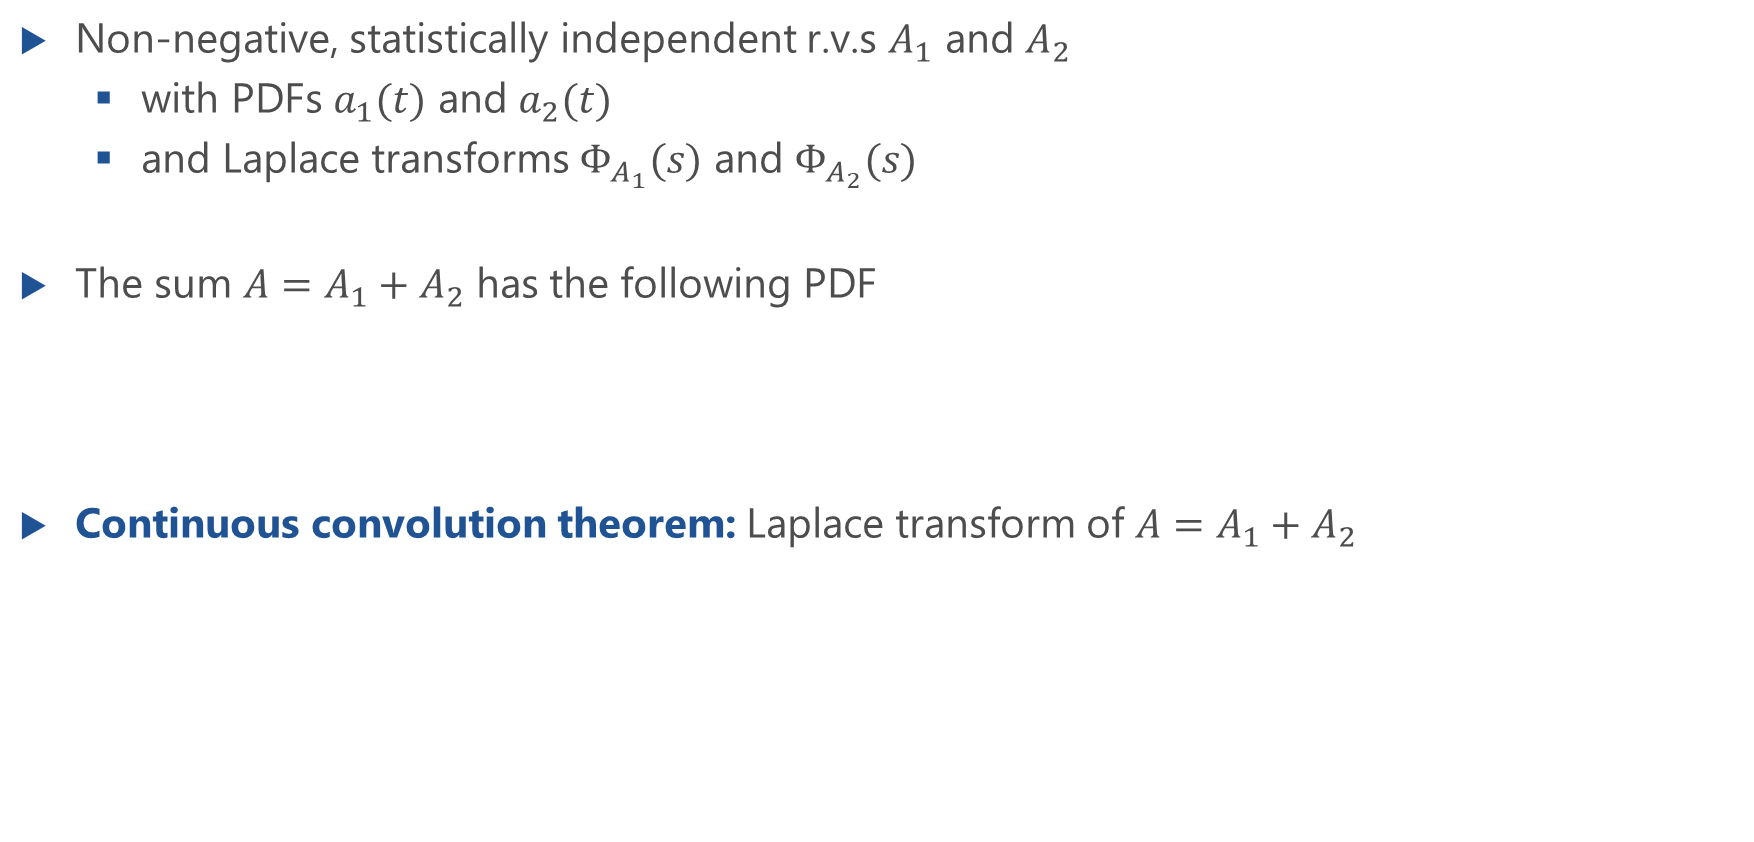 ▶ Non-negative, statistically independent r.v.s A₁ and A₂
▪ with PDFs a₁(t) and a₂(t)
▪ and Laplace transforms Φ_{A₁}(s) and Φ_{A₂}(s)
▶ The sum A = A₁ + A₂ has the following PDF
▶ Continuous convolution theorem: Laplace transform of A = A₁ + A₂